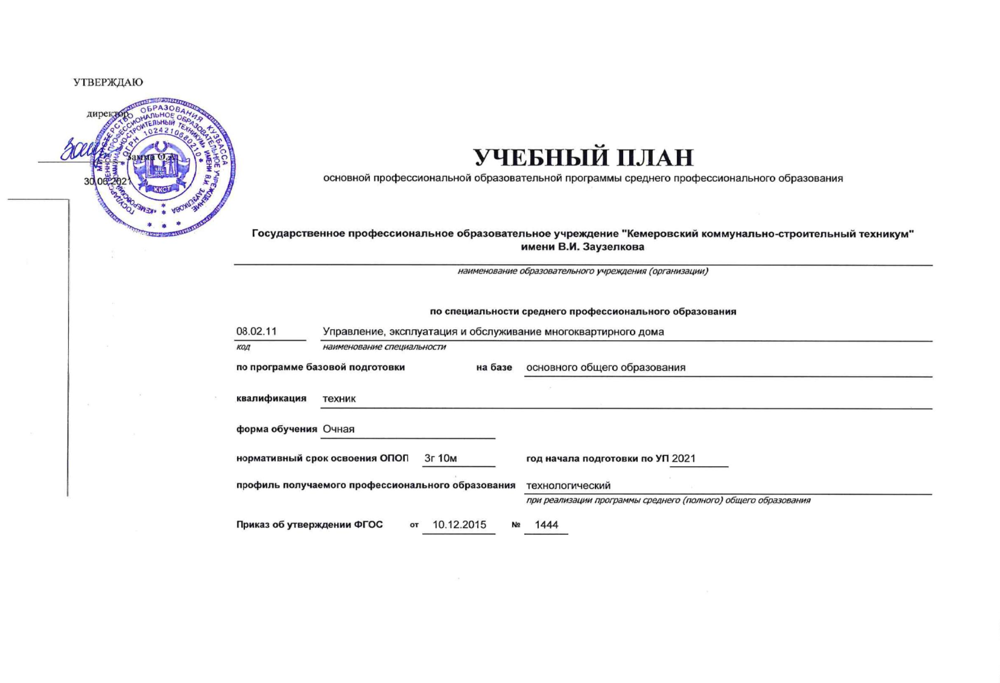 УТВЕРЖДАЮ
директор
Замма О.А.
30.06.2021
МИНИСТЕРСТВО ОБРАЗОВАНИЯ КУЗБАССА
ГОСУДАРСТВЕННОЕ ПРОФЕССИОНАЛЬНОЕ ОБРАЗОВАТЕЛЬНОЕ УЧРЕЖДЕНИЕ
«КЕМЕРОВСКИЙ КОММУНАЛЬНО-СТРОИТЕЛЬНЫЙ ТЕХНИКУМ» ИМЕНИ В.И. ЗАУЗЕЛКОВА
* ОГРН 1024210680210 *
ККСТ
УЧЕБНЫЙ ПЛАН
основной профессиональной образовательной программы среднего профессионального образования
Государственное профессиональное образовательное учреждение "Кемеровский коммунально-строительный техникум"
имени В.И. Заузелкова
наименование образовательного учреждения (организации)
по специальности среднего профессионального образования
08.02.11 Управление, эксплуатация и обслуживание многоквартирного дома
код наименование специальности
по программе базовой подготовки на базе основного общего образования
квалификация техник
форма обучения Очная
нормативный срок освоения ОПОП 3г 10м год начала подготовки по УП 2021
профиль получаемого профессионального образования технологический
при реализации программы среднего (полного) общего образования
Приказ об утверждении ФГОС от 10.12.2015 № 1444